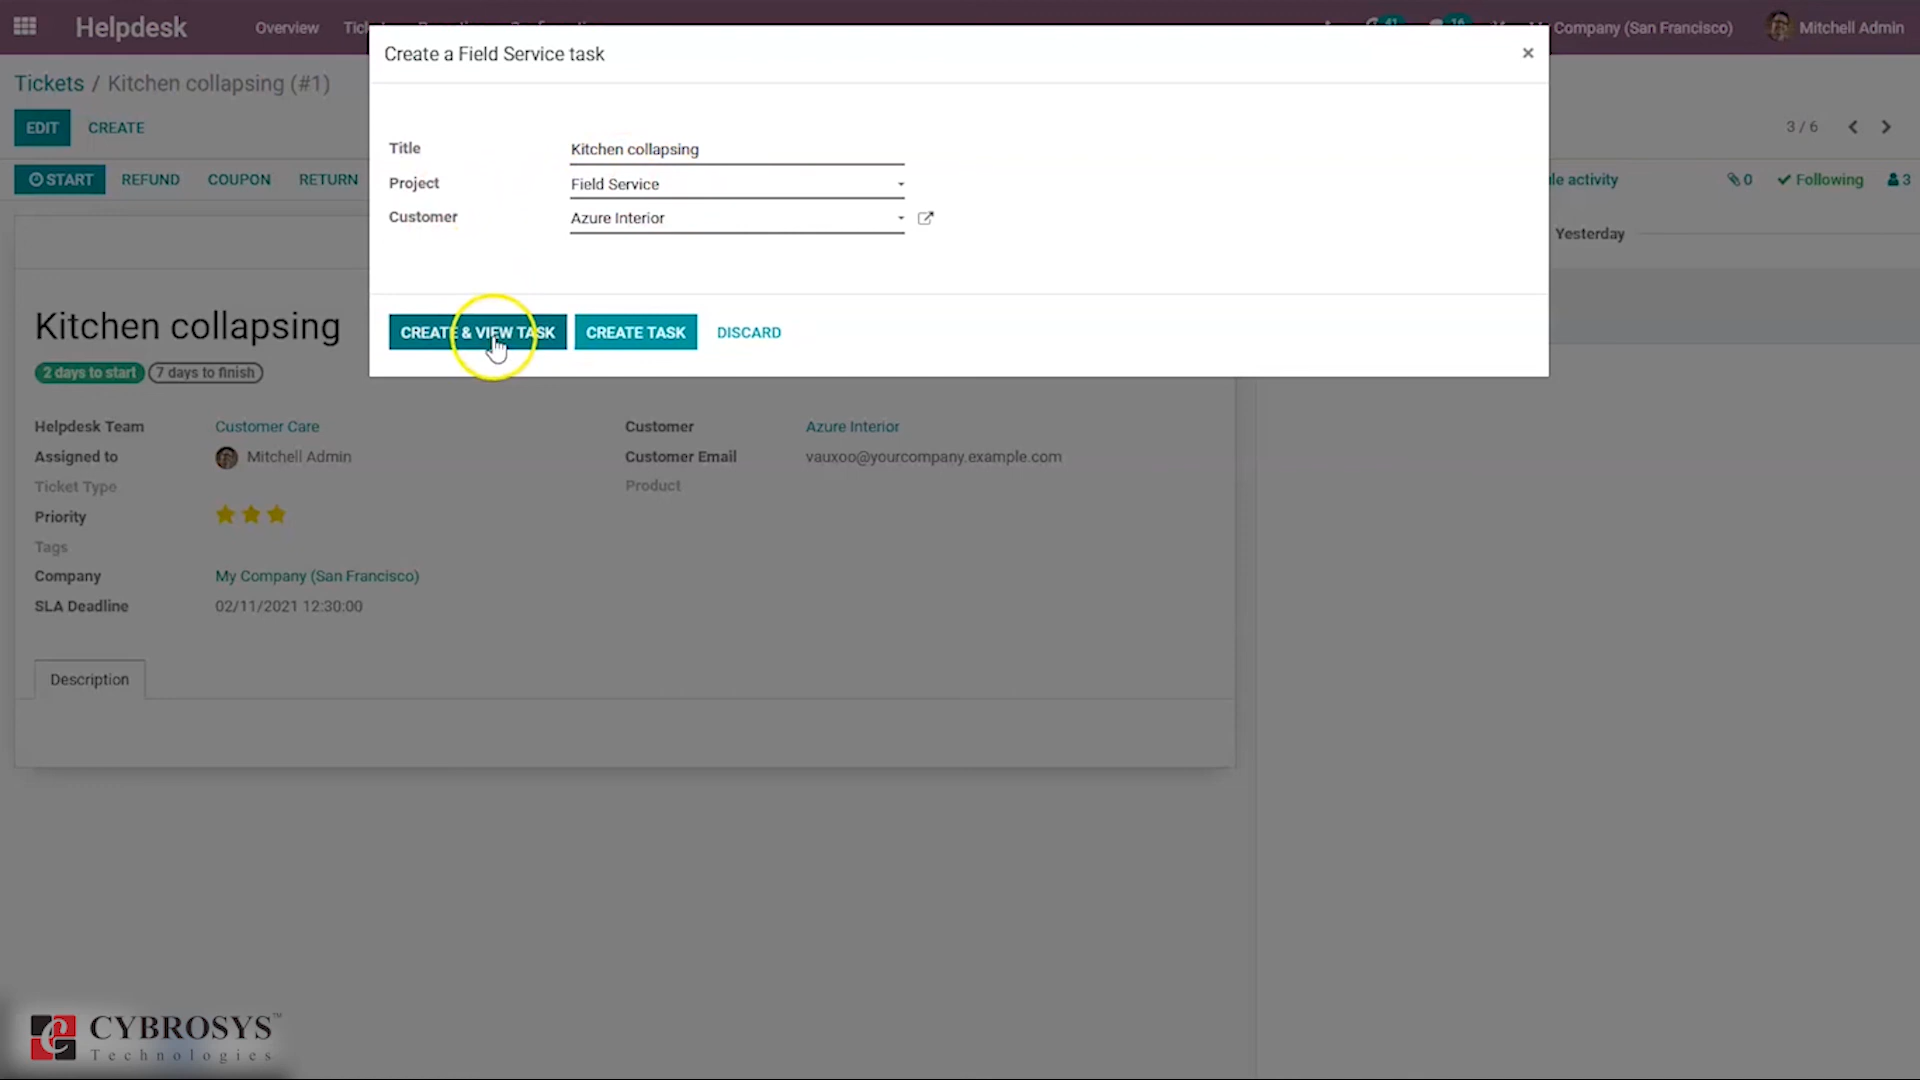 Helpdesk
Overview
41
16
Company (San Francisco)
Mitchell Admin
Create a Field Service task
×
Tickets / Kitchen collapsing (#1)
EDIT
CREATE
3 / 6
Title
Kitchen collapsing
Project
Field Service
Customer
Azure Interior
START
REFUND
COUPON
RETURN
activity
0
Following
3
Yesterday
CREATE & VIEW TASK
CREATE TASK
DISCARD
Kitchen collapsing
2 days to start
7 days to finish
Helpdesk Team
Customer Care
Customer
Azure Interior
Assigned to
Mitchell Admin
Customer Email
vauxoo@yourcompany.example.com
Ticket Type
Product
Priority
Tags
Company
My Company (San Francisco)
SLA Deadline
02/11/2021 12:30:00
Description
CYBROSYS™
Technologies